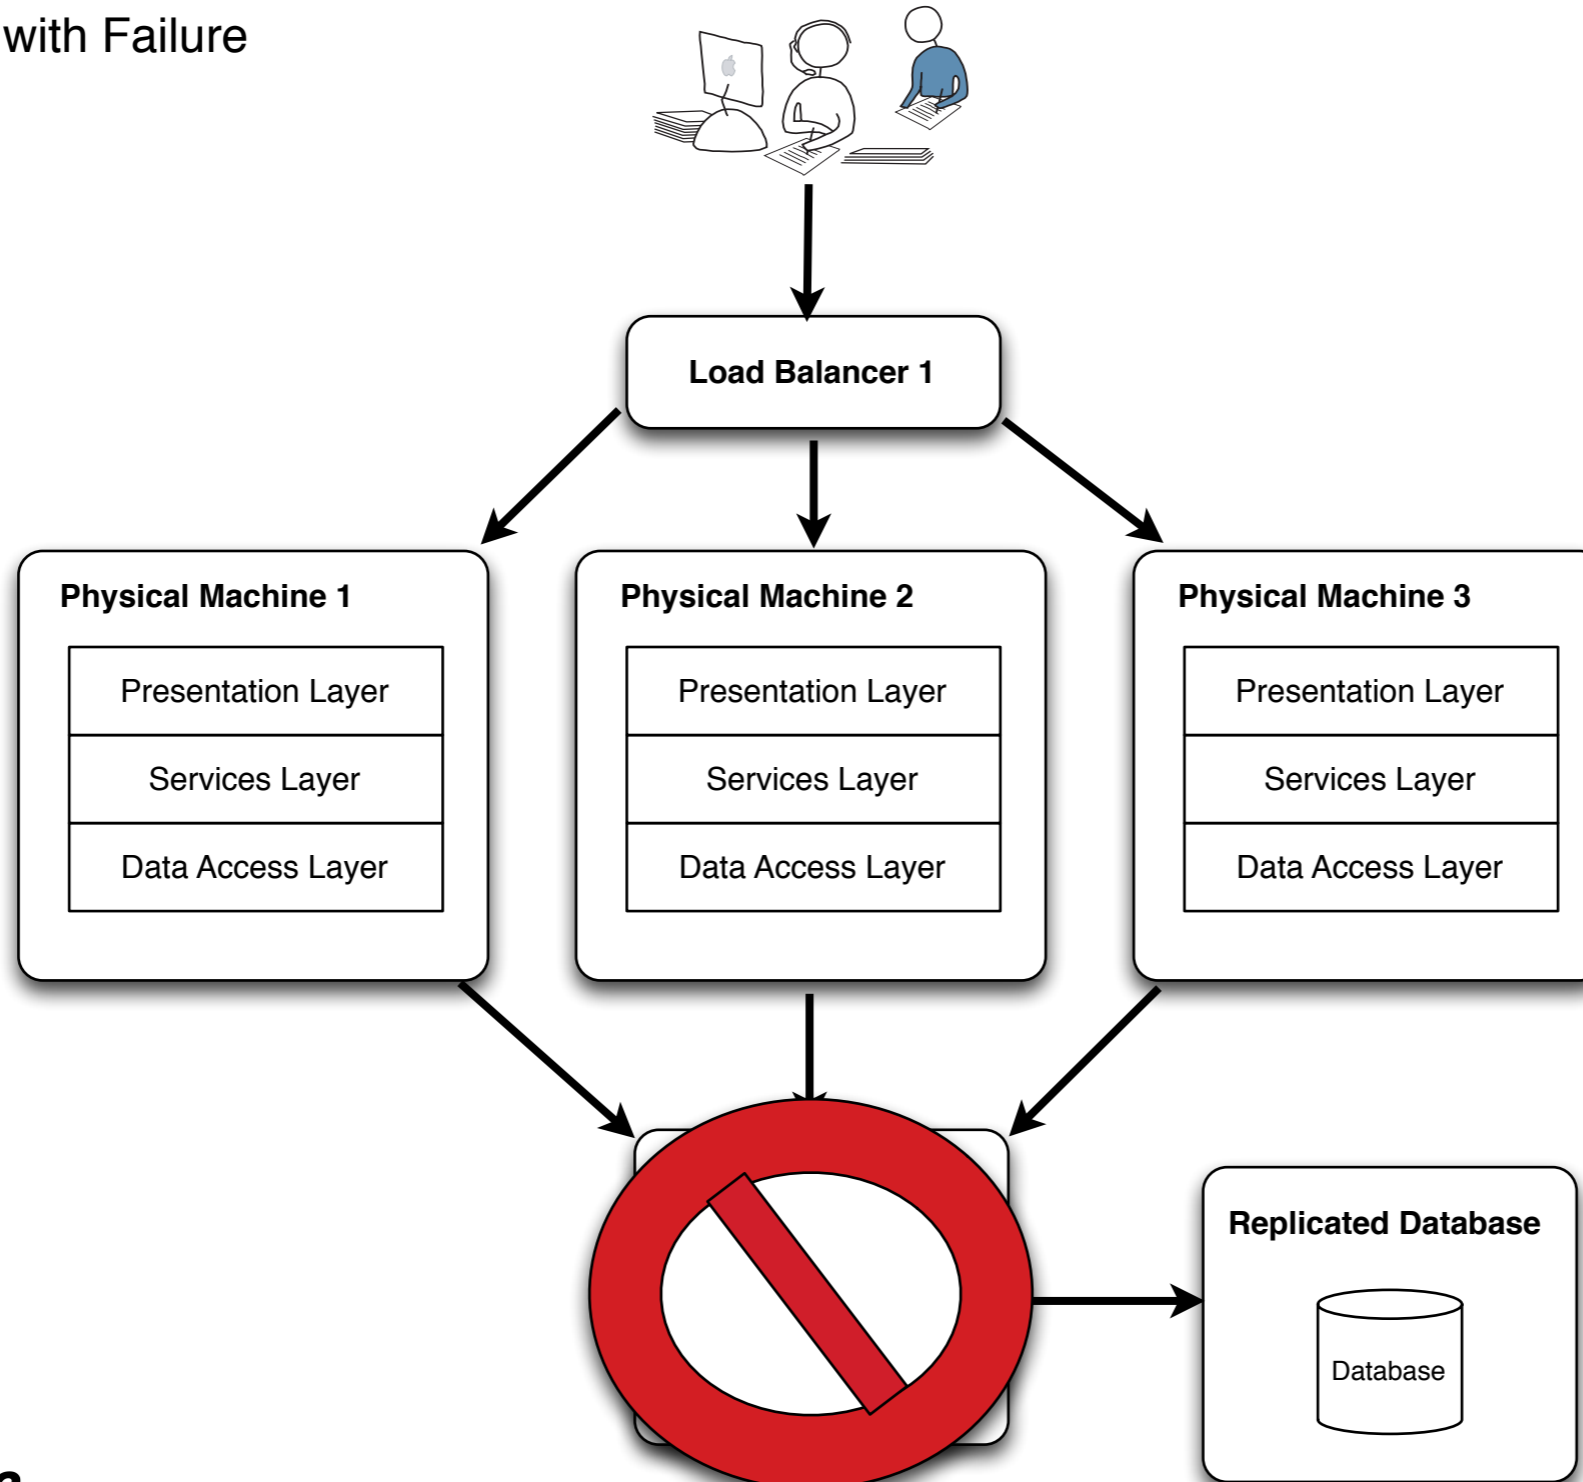 with Failure
Load Balancer 1
Physical Machine 1
Presentation Layer
Services Layer
Data Access Layer
Physical Machine 2
Presentation Layer
Services Layer
Data Access Layer
Physical Machine 3
Presentation Layer
Services Layer
Data Access Layer
Replicated Database
Database